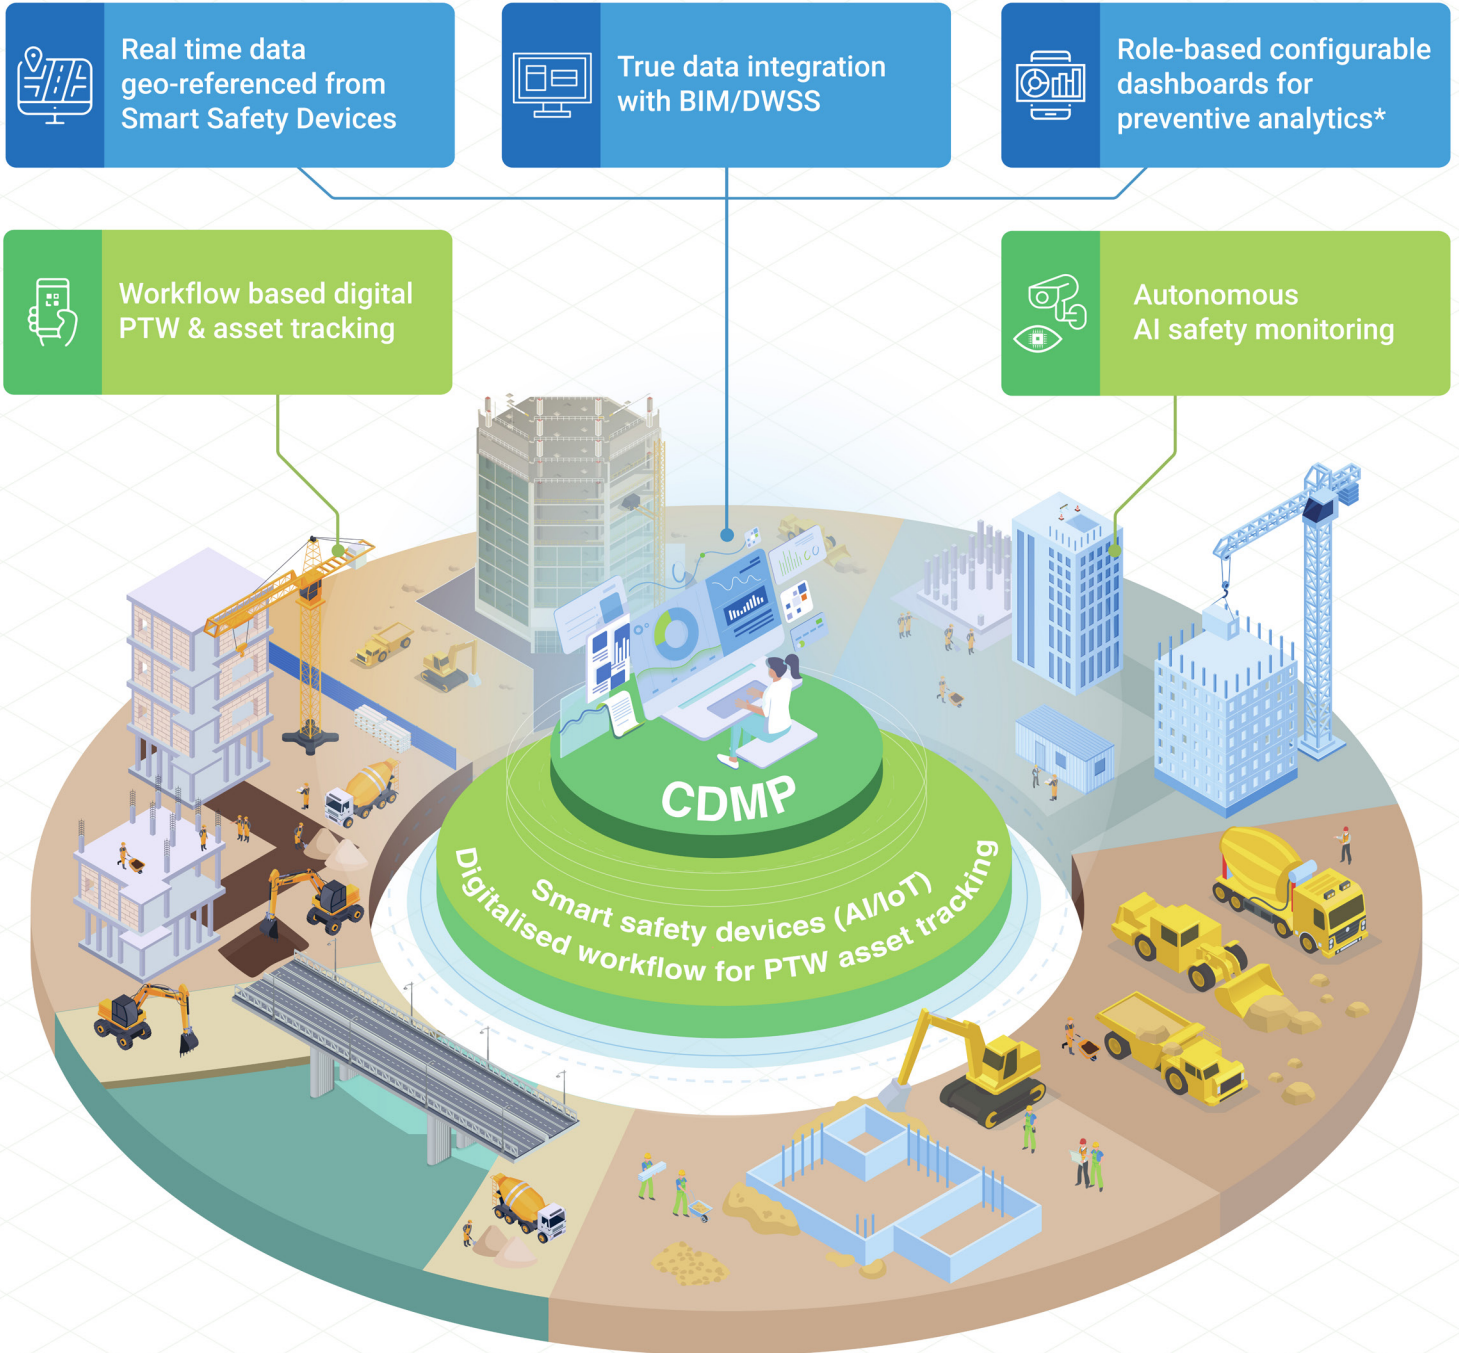 Real time data
geo-referenced from
Smart Safety Devices
True data integration
with BIM/DWSS
Role-based configurable
dashboards for
preventive analytics*
Workflow based digital
PTW & asset tracking
Autonomous
AI safety monitoring
CDMP
Smart safety devices (AI/IoT)
Digitalised workflow for PTW asset tracking